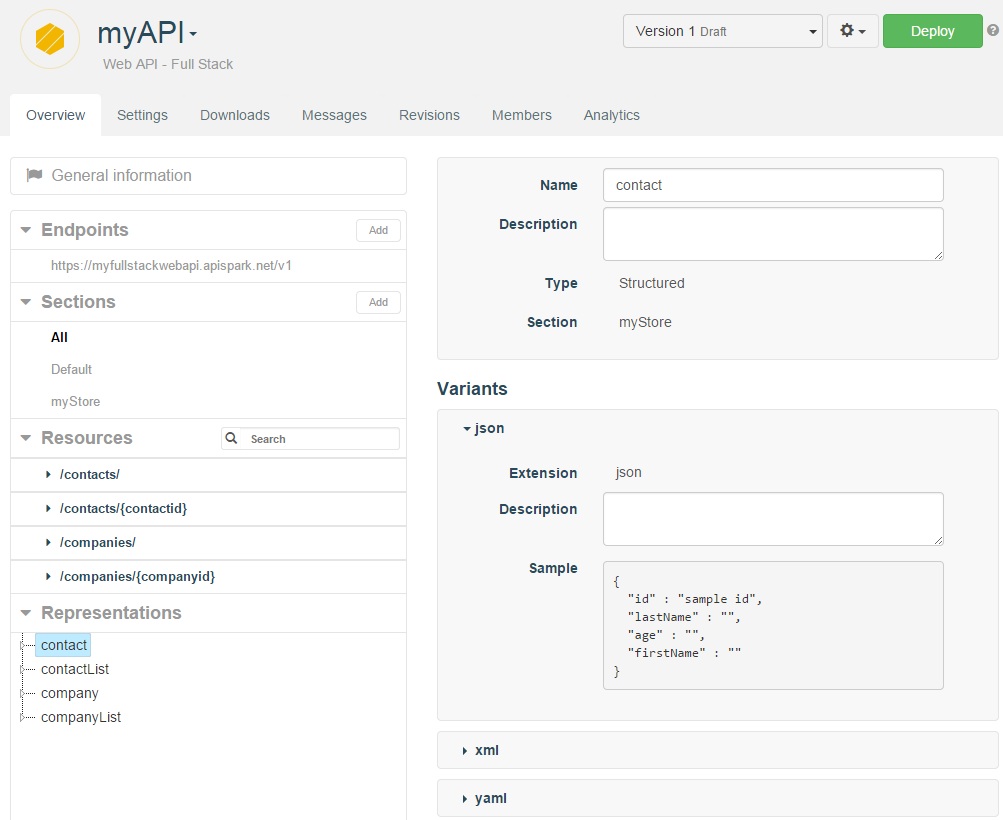 myAPI
Web API - Full Stack
Version 1 Draft
Deploy
?
Overview Settings Downloads Messages Revisions Members Analytics
General information
Endpoints Add
https://myfullstackwebapi.apispark.net/v1
Sections Add
All
Default
myStore
Resources Search
/contacts/
/contacts/{contactid}
/companies/
/companies/{companyid}
Representations
contact
contactList
company
companyList
Name contact
Description
Type Structured
Section myStore
Variants
json
Extension json
Description
Sample
{
"id" : "sample id",
"lastName" : "",
"age" : "",
"firstName" : ""
}
xml
yaml